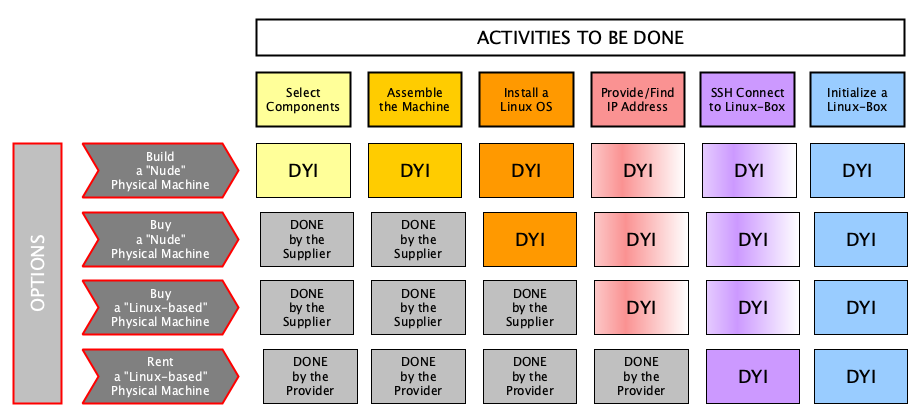 ACTIVITIES TO BE DONE
Select
Components
Assemble
the Machine
Install a
Linux OS
Provide/Find
IP Address
SSH Connect
to Linux-Box
Initialize a
Linux-Box
OPTIONS
Build
a "Nude"
Physical Machine
DYI
DYI
DYI
DYI
DYI
DYI
Buy
a "Nude"
Physical Machine
DONE
by the
Supplier
DONE
by the
Supplier
DYI
DYI
DYI
DYI
Buy
a "Linux-based"
Physical Machine
DONE
by the
Supplier
DONE
by the
Supplier
DONE
by the
Supplier
DYI
DYI
DYI
Rent
a "Linux-based"
Physical Machine
DONE
by the
Provider
DONE
by the
Provider
DONE
by the
Provider
DONE
by the
Provider
DYI
DYI